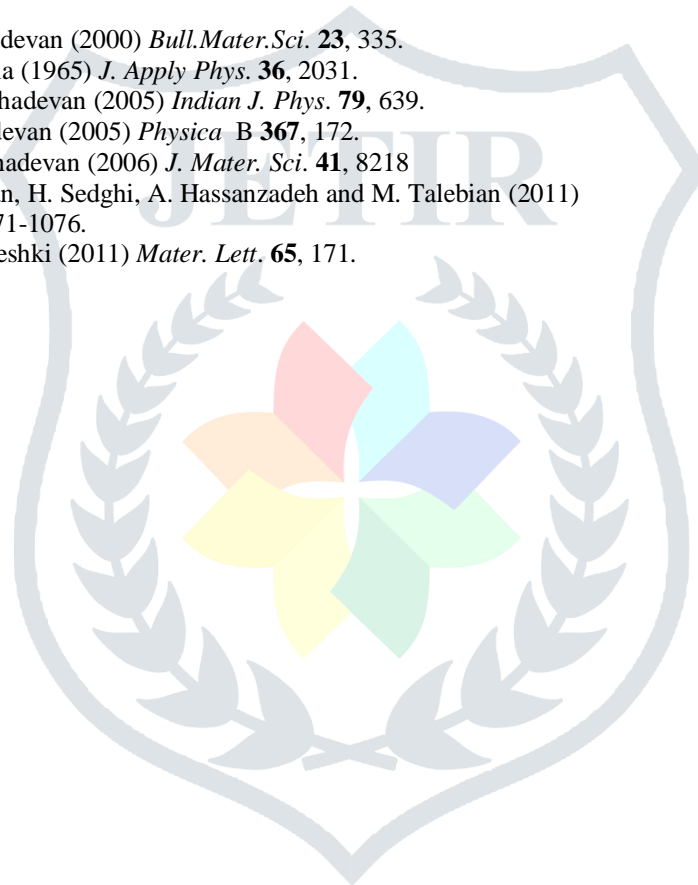 devan (2000) Bull.Mater.Sci. 23, 335.
a (1965) J. Apply Phys. 36, 2031.
hadevan (2005) Indian J. Phys. 79, 639.
devan (2005) Physica B 367, 172.
hadevan (2006) J. Mater. Sci. 41, 8218
n, H. Sedghi, A. Hassanzadeh and M. Talebian (2011)
71-1076.
eshki (2011) Mater. Lett. 65, 171.
JETIR